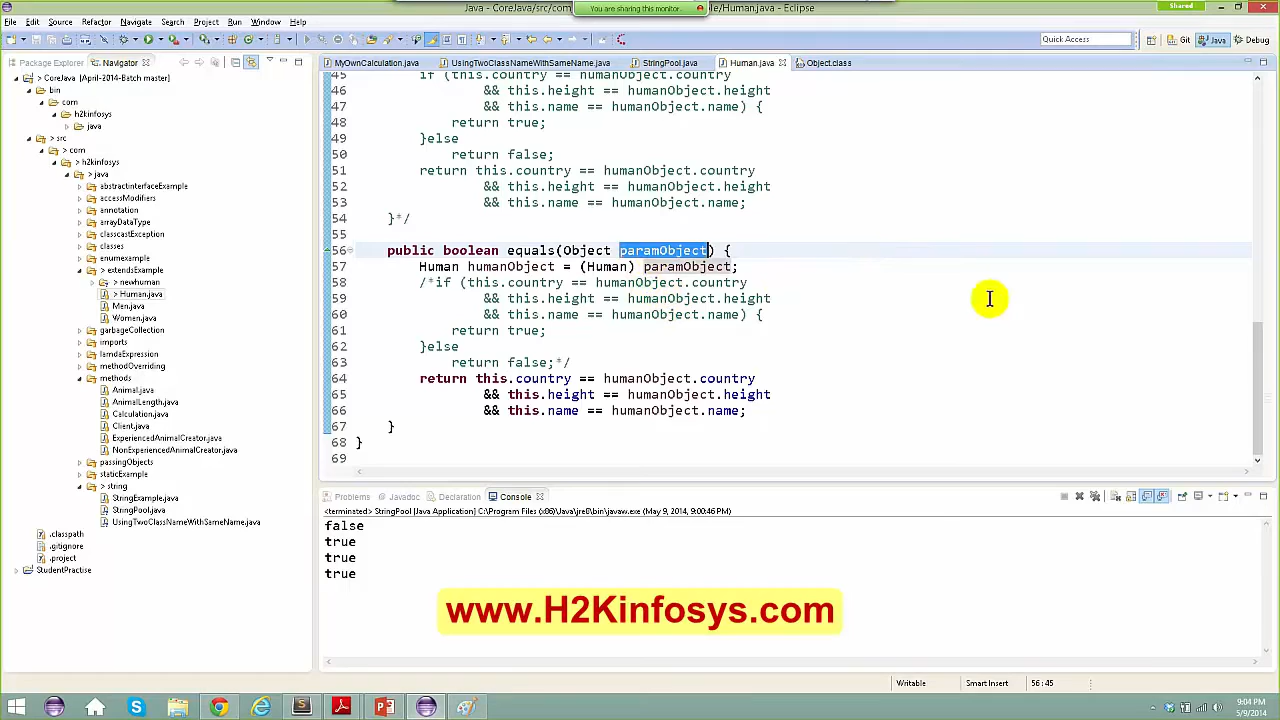 Java - CoreJava/src/com
You are sharing this monitor
le/Human.java - Eclipse
Shared
File Edit Source Refactor Navigate Search Project Run Window Help
Quick Access
Git
Java
Debug
Package Explorer
Navigator
MyOwnCalculation.java
UsingTwoClassNameWithSameName.java
StringPool.java
Human.java
Object.class
> CoreJava [April-2014-Batch master]
bin
com
h2kinfosys
java
> src
> com
> h2kinfosys
> java
abstractinterfaceExample
accessModifiers
annotation
arrayDataType
classcastException
classes
enumexample
> extendsExample
> newhuman
> Human.java
Men.java
Women.java
garbageCollection
imports
lamdaExpression
methodOverriding
methods
Animal.java
AnimalLength.java
Calculation.java
Client.java
ExperiencedAnimalCreator.java
NonExperiencedAnimalCreator.java
passingObjects
staticExample
> string
StringExample.java
StringPool.java
UsingTwoClassNameWithSameName.java
.classpath
.gitignore
.project
StudentPractise
45 if (this.country == humanObject.country
46 && this.height == humanObject.height
47 && this.name == humanObject.name) {
48 return true;
49 }else
50 return false;
51 return this.country == humanObject.country
52 && this.height == humanObject.height
53 && this.name == humanObject.name;
54 }*/
55
56 public boolean equals(Object paramObject) {
57 Human humanObject = (Human) paramObject;
58 /*if (this.country == humanObject.country
59 && this.height == humanObject.height
60 && this.name == humanObject.name) {
61 return true;
62 }else
63 return false;*/
64 return this.country == humanObject.country
65 && this.height == humanObject.height
66 && this.name == humanObject.name;
67 }
68 }
69
Problems
Javadoc
Declaration
Console
<terminated> StringPool [Java Application] C:\Program Files (x86)\Java\jre8\bin\javaw.exe (May 9, 2014, 9:00:46 PM)
false
true
true
true
www.H2Kinfosys.com
Writable
Smart Insert
56 : 45
9:04 PM
5/9/2014